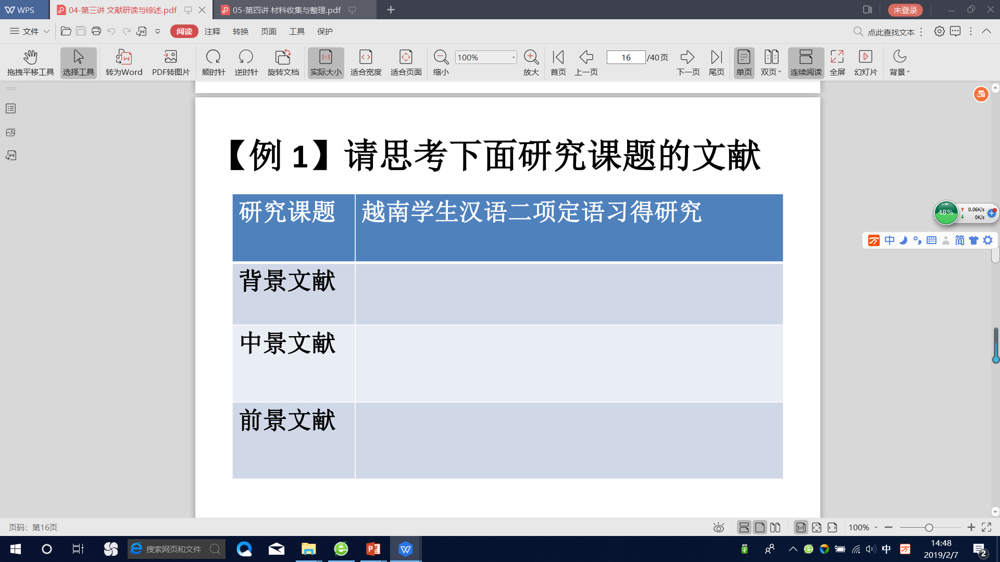 WPS
04-第三讲 文献研读与综述.pdf
05-第四讲 材料收集与整理.pdf
未登录
文件
阅读
注释
转换
页面
工具
保护
点此查找文本
拖拽平移工具
选择工具
转为Word
PDF转图片
顺时针
逆时针
旋转文档
1:1
实际大小
适合宽度
适合页面
缩小
100%
放大
首页
上一页
16
/40页
下一页
尾页
单页
双页
连续阅读
全屏
幻灯片
背景
【例 1】请思考下面研究课题的文献
研究课题
越南学生汉语二项定语习得研究
背景文献
中景文献
前景文献
48%
0.06K/s
0K/s
中
简
页码: 第16页
1:1
100%
搜索网页和文件
中
14:48
2019/2/7
2